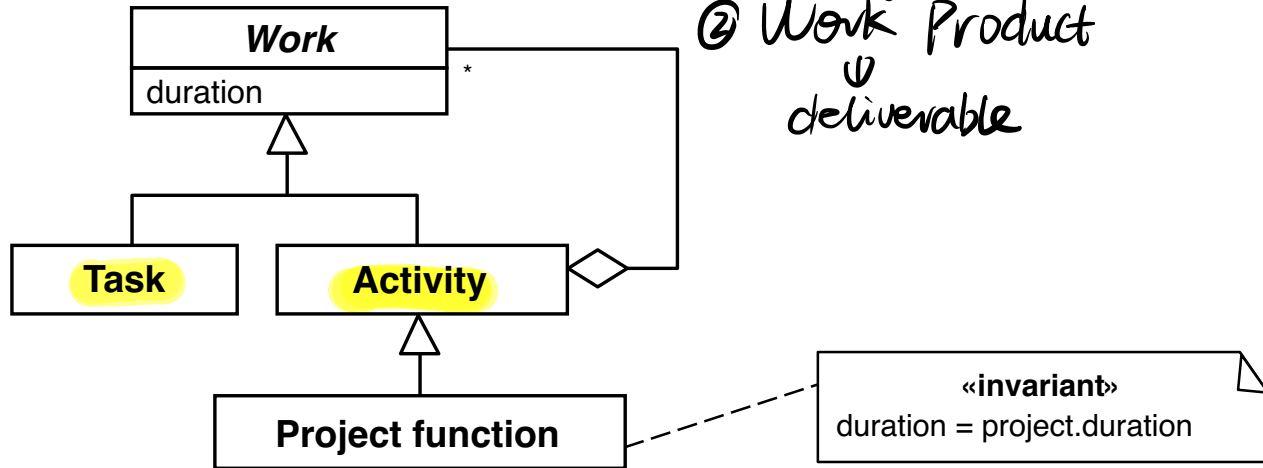 Work
duration
*
② Work Product
⇓
deliverable
Task
Activity
Project function
«invariant»
duration = project.duration